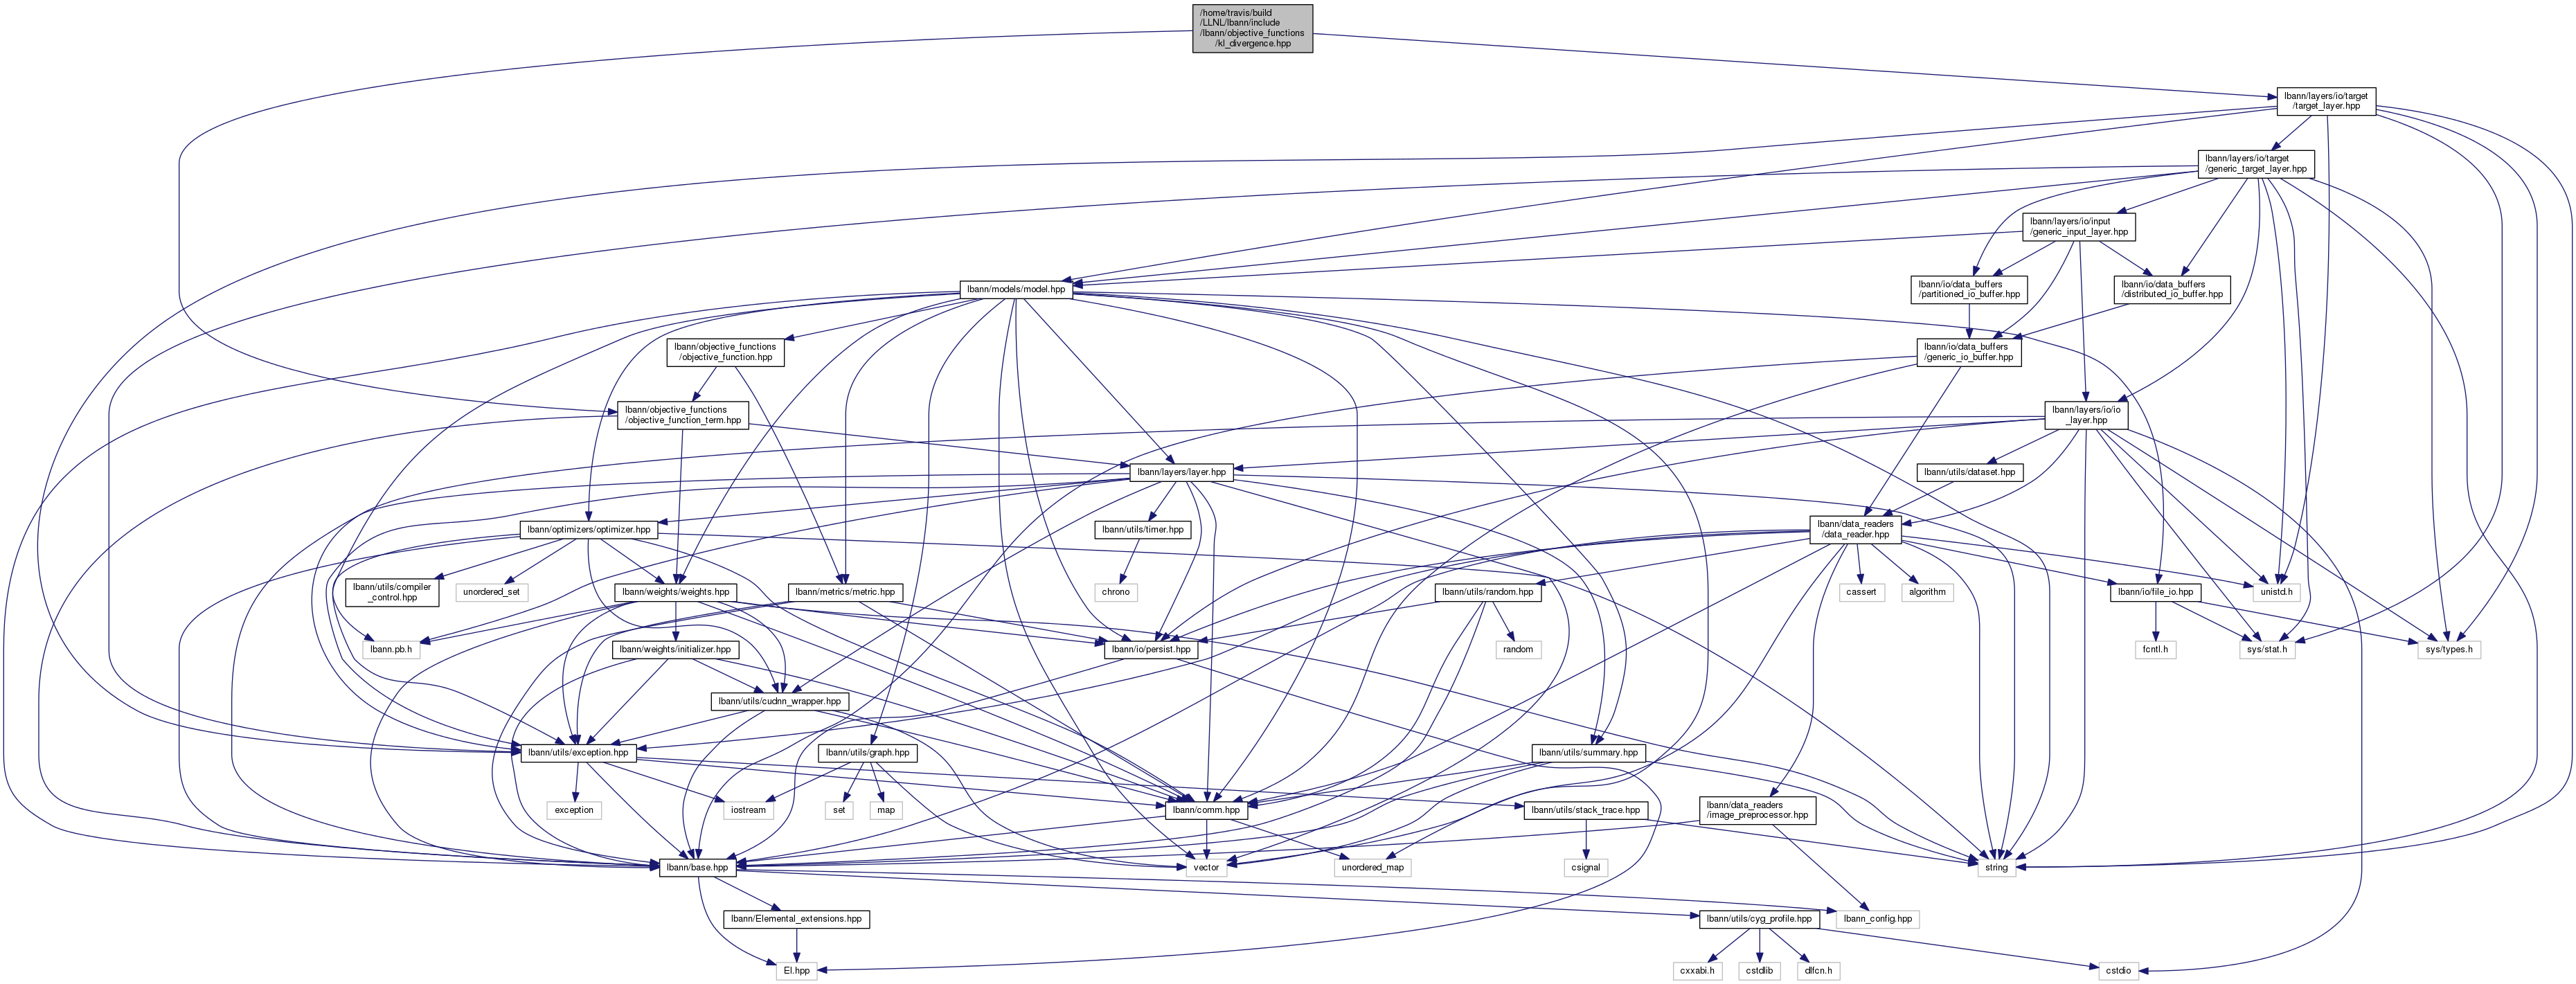 /home/travis/build
/LLNL/lbann/include
/lbann/objective_functions
/kl_divergence.hpp
lbann/layers/io/target
/target_layer.hpp
lbann/layers/io/target
/generic_target_layer.hpp
lbann/layers/io/input
/generic_input_layer.hpp
lbann/models/model.hpp
lbann/io/data_buffers
/partitioned_io_buffer.hpp
lbann/io/data_buffers
/distributed_io_buffer.hpp
lbann/objective_functions
/objective_function.hpp
lbann/io/data_buffers
/generic_io_buffer.hpp
lbann/objective_functions
/objective_function_term.hpp
lbann/layers/io/io
_layer.hpp
lbann/layers/layer.hpp
lbann/utils/dataset.hpp
lbann/optimizers/optimizer.hpp
lbann/utils/timer.hpp
lbann/data_readers
/data_reader.hpp
lbann/utils/compiler
_control.hpp
unordered_set
lbann/weights/weights.hpp
lbann/metrics/metric.hpp
chrono
lbann/utils/random.hpp
cassert
algorithm
lbann/io/file_io.hpp
unistd.h
lbann.pb.h
lbann/weights/initializer.hpp
lbann/io/persist.hpp
random
fcntl.h
sys/stat.h
sys/types.h
lbann/utils/cudnn_wrapper.hpp
lbann/utils/exception.hpp
lbann/utils/graph.hpp
lbann/utils/summary.hpp
exception
iostream
set
map
lbann/comm.hpp
lbann/utils/stack_trace.hpp
lbann/data_readers
/image_preprocessor.hpp
lbann/base.hpp
vector
unordered_map
csignal
string
lbann/Elemental_extensions.hpp
lbann/utils/cyg_profile.hpp
lbann_config.hpp
El.hpp
cxxabi.h
cstdlib
dlfcn.h
cstdio